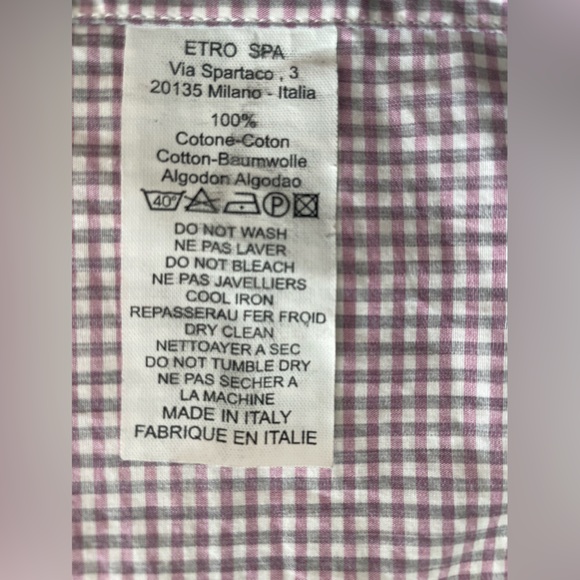 ETRO SPA
Via Spartaco , 3
20135 Milano - Italia
100%
Cotone-Coton
Cotton-Baumwolle
Algodon Algodao
40° A P
DO NOT WASH
NE PAS LAVER
DO NOT BLEACH
NE PAS JAVELLIERS
COOL IRON
REPASSERAU FER FROID
DRY CLEAN
NETTOYER A SEC
DO NOT TUMBLE DRY
NE PAS SECHER A
LA MACHINE
MADE IN ITALY
FABRIQUE EN ITALIE